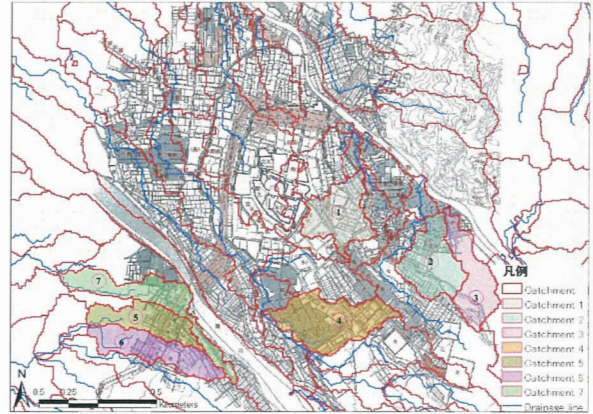 1
2
3
4
5
6
7
凡例
Catchment
Catchment 1
Catchment 2
Catchment 3
Catchment 4
Catchment 5
Catchment 6
Catchment 7
Drainage line
N
0.5 0.25 0 0.5
Kilometers